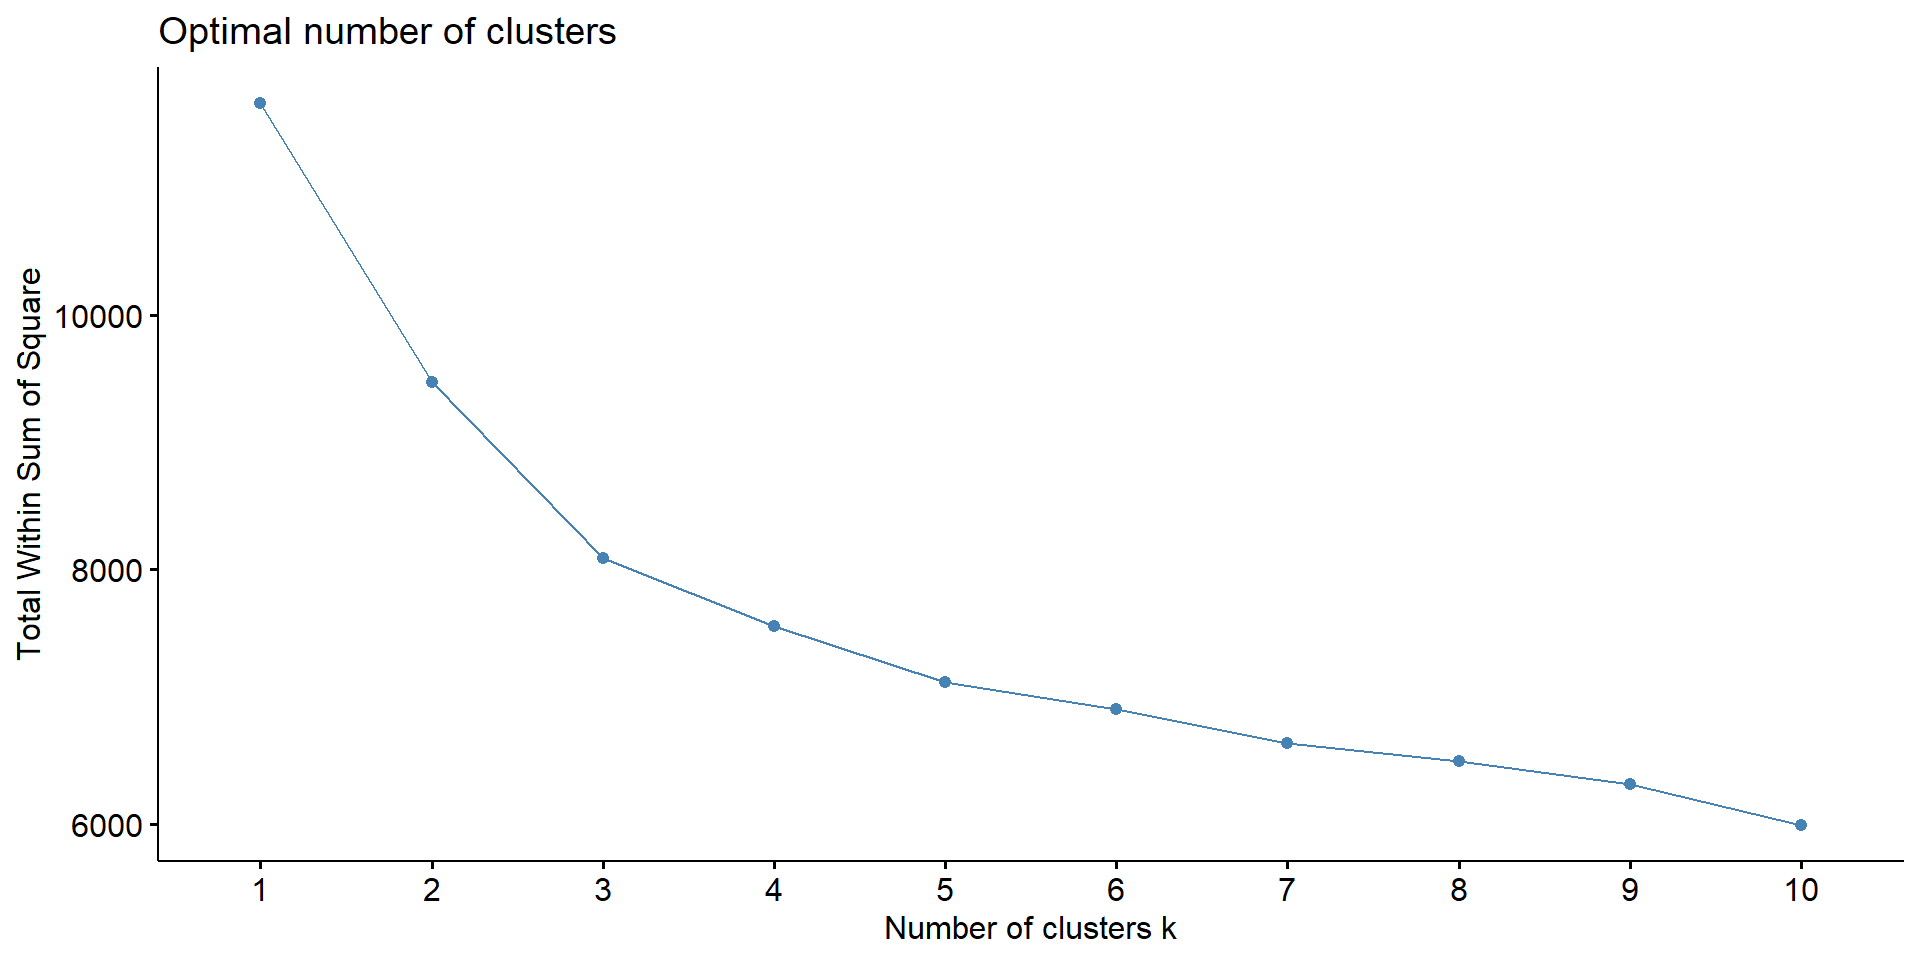 Optimal number of clusters
Total Within Sum of Square
10000
8000
6000
1 2 3 4 5 6 7 8 9 10
Number of clusters k